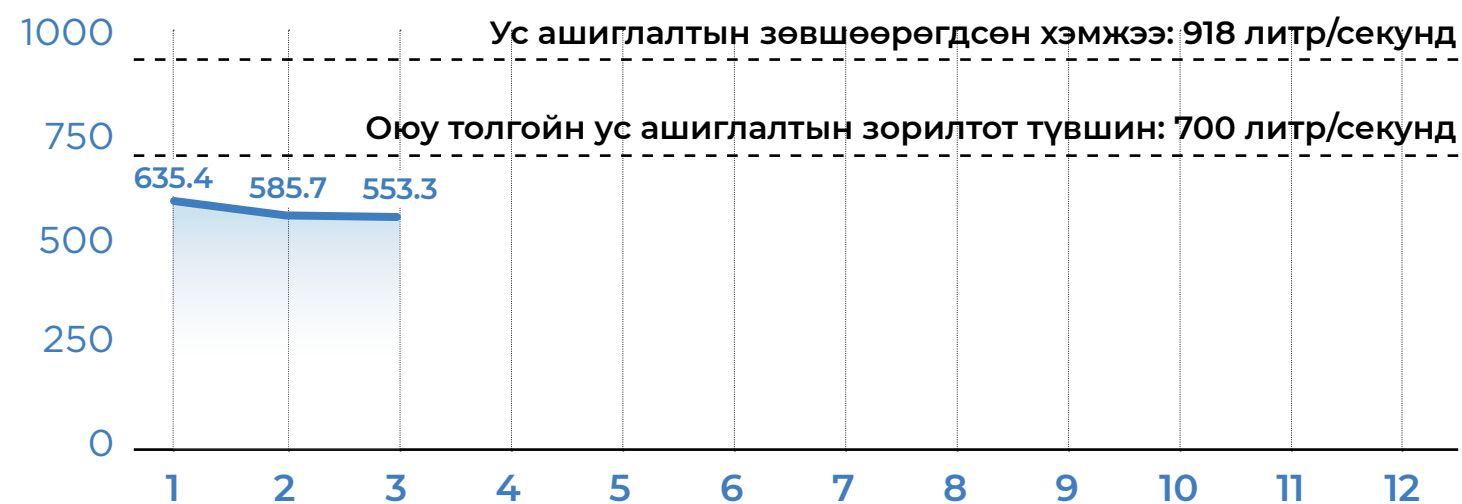 1000
Ус ашиглалтын зөвшөөрөгдсөн хэмжээ: 918 литр/секунд
Оюу толгойн ус ашиглалтын зорилтот түвшин: 700 литр/секунд
750
635.4 585.7 553.3
500
250
0
1 2 3 4 5 6 7 8 9 10 11 12